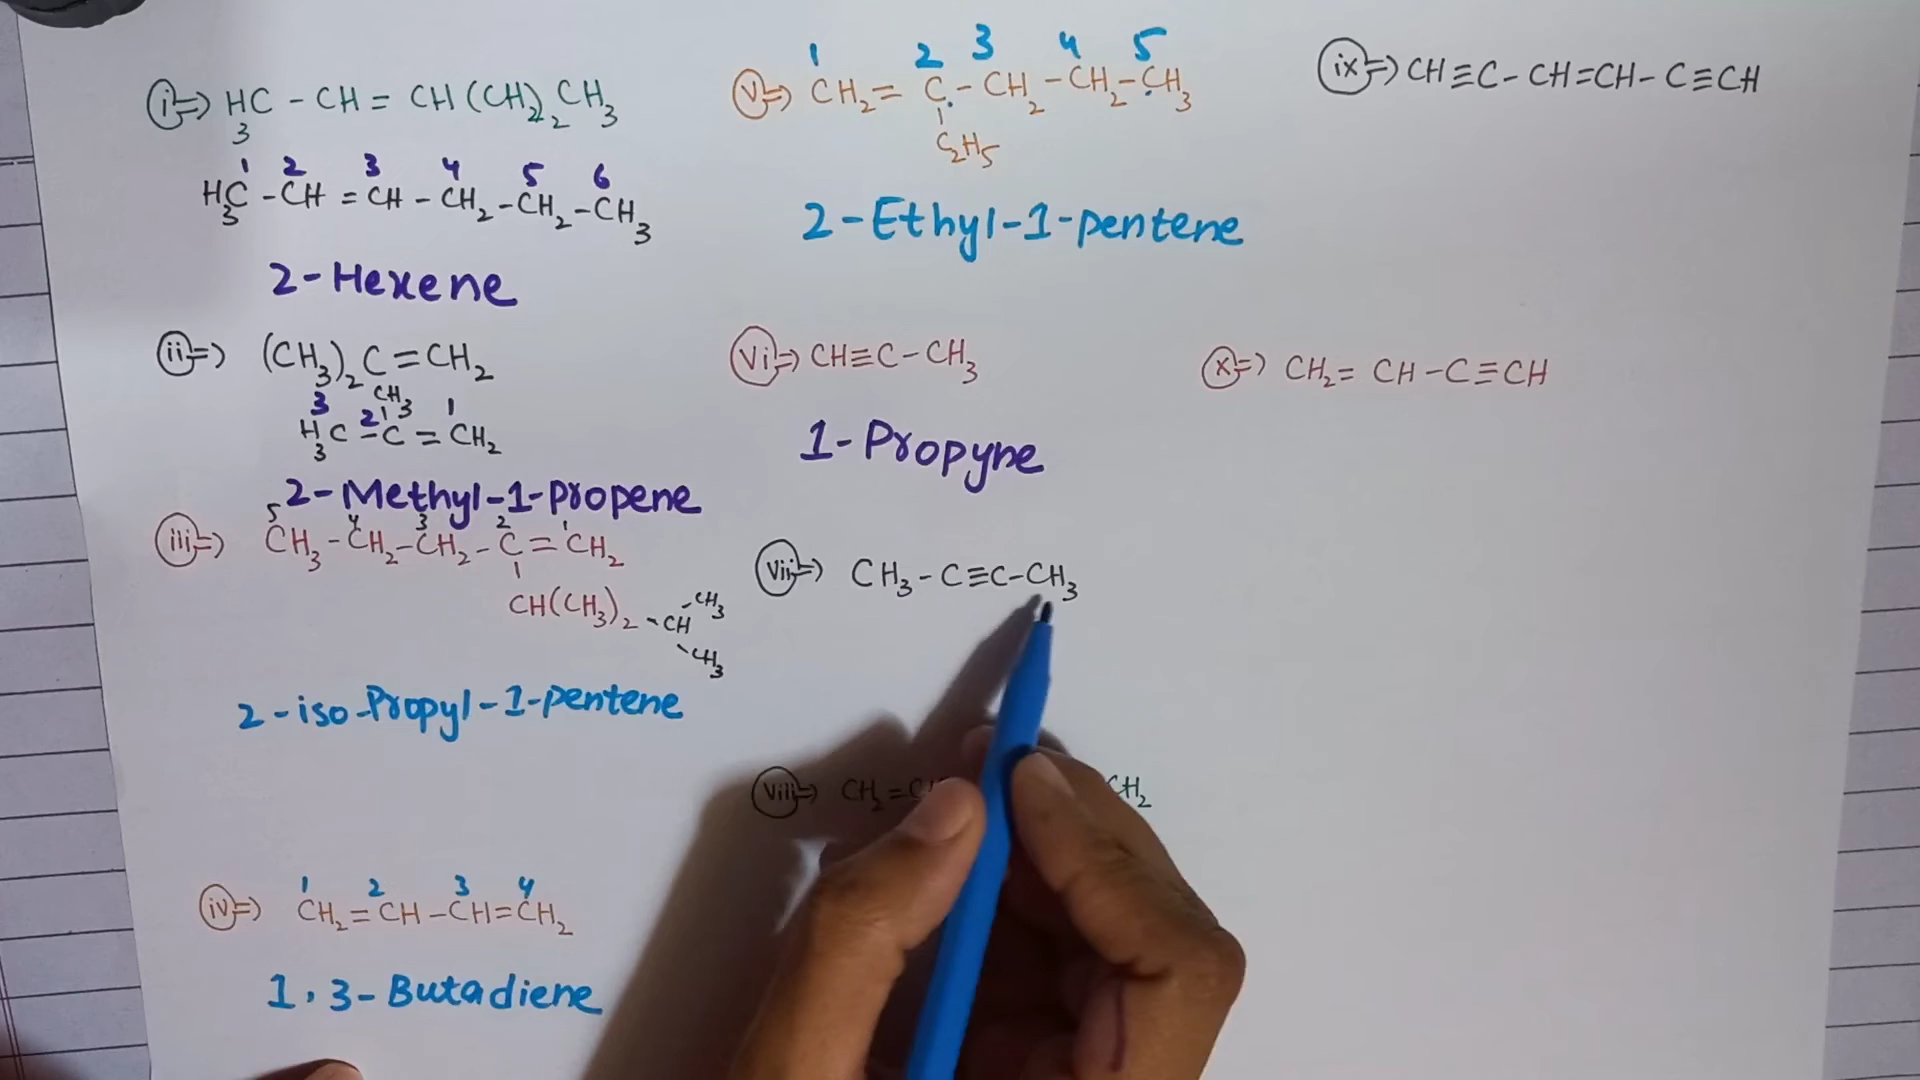 i⇒ H₃C - CH = CH(CH₂)₂CH₃
1 2 3 4 5 6
H₃C - CH = CH - CH₂ - CH₂ - CH₃
2-Hexene
ii⇒ (CH₃)₂C = CH₂
CH₃
3 2 1
H₃C - C = CH₂
2-Methyl-1-propene
5 4 3 2 1
iii⇒ CH₃ - CH₂ - CH₂ - C = CH₂
CH(CH₃)₂ - CH - CH₃
- CH₃
2-iso-Propyl-1-pentene
1 2 3 4
iv⇒ CH₂ = CH - CH = CH₂
1,3-Butadiene
1 2 3 4 5
v⇒ CH₂ = C - CH₂ - CH₂ - CH₃
C₂H₅
2-Ethyl-1-pentene
vi⇒ CH≡C - CH₃
1-Propyne
vii⇒ CH₃ - C≡C - CH₃
viii⇒ CH₂ = CH₂
ix⇒ CH≡C - CH=CH - C≡CH
x⇒ CH₂ = CH - C≡CH